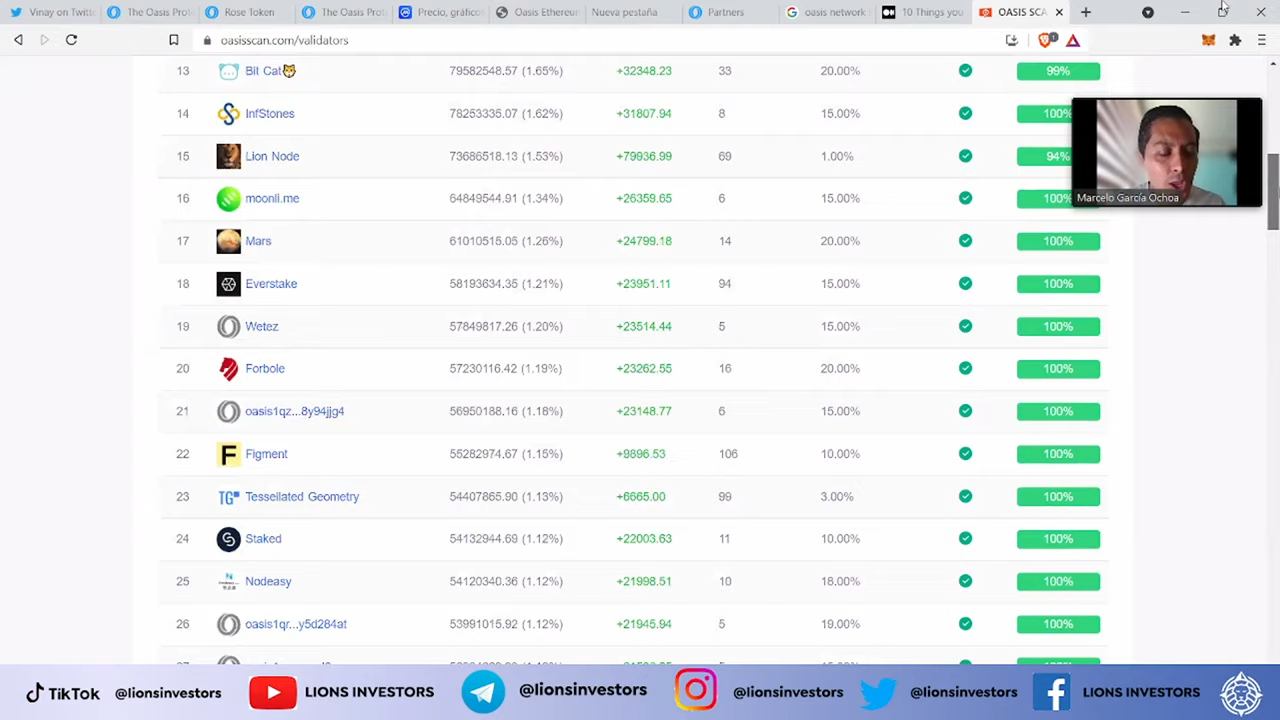 Vinay on Twitt
The Oasis Prot
Rose Token
The Oasis Prot
Precio, gráficos
Oasis Ethereur
Nueva pestaña
Partners
oasis network
10 Things you
OASIS SCA
oasisscan.com/validators
13 Bit Cat🐱 79582548.57 (1.65%) +32348.23 33 20.00% 99%
14 InfStones 78253335.07 (1.62%) +31807.94 8 15.00% 100%
15 Lion Node 73686518.13 (1.53%) +79936.99 69 1.00% 94%
16 moonli.me 64849544.91 (1.34%) +26359.65 6 15.00% 100%
Marcelo García Ochoa
17 Mars 61010515.05 (1.26%) +24799.18 14 20.00% 100%
18 Everstake 58193634.35 (1.21%) +23951.11 94 15.00% 100%
19 Wetez 57849817.26 (1.20%) +23514.44 5 15.00% 100%
20 Forbole 57230116.42 (1.19%) +23262.55 16 20.00% 100%
21 oasis1qz...8y94jjg4 56950188.16 (1.18%) +23148.77 6 15.00% 100%
22 Figment 55282974.67 (1.15%) +9896.53 106 10.00% 100%
23 Tessellated Geometry 54407865.90 (1.13%) +6665.00 99 3.00% 100%
24 Staked 54132944.69 (1.12%) +22003.63 11 10.00% 100%
25 Nodeasy 54120340.36 (1.12%) +21998.51 10 18.00% 100%
26 oasis1qr...y5d284at 53991015.92 (1.12%) +21945.94 5 19.00% 100%
TikTok @lionsinvestors LIONS INVESTORS @lionsinvestors @lionsinvestors @lionsinvestors LIONS INVESTORS